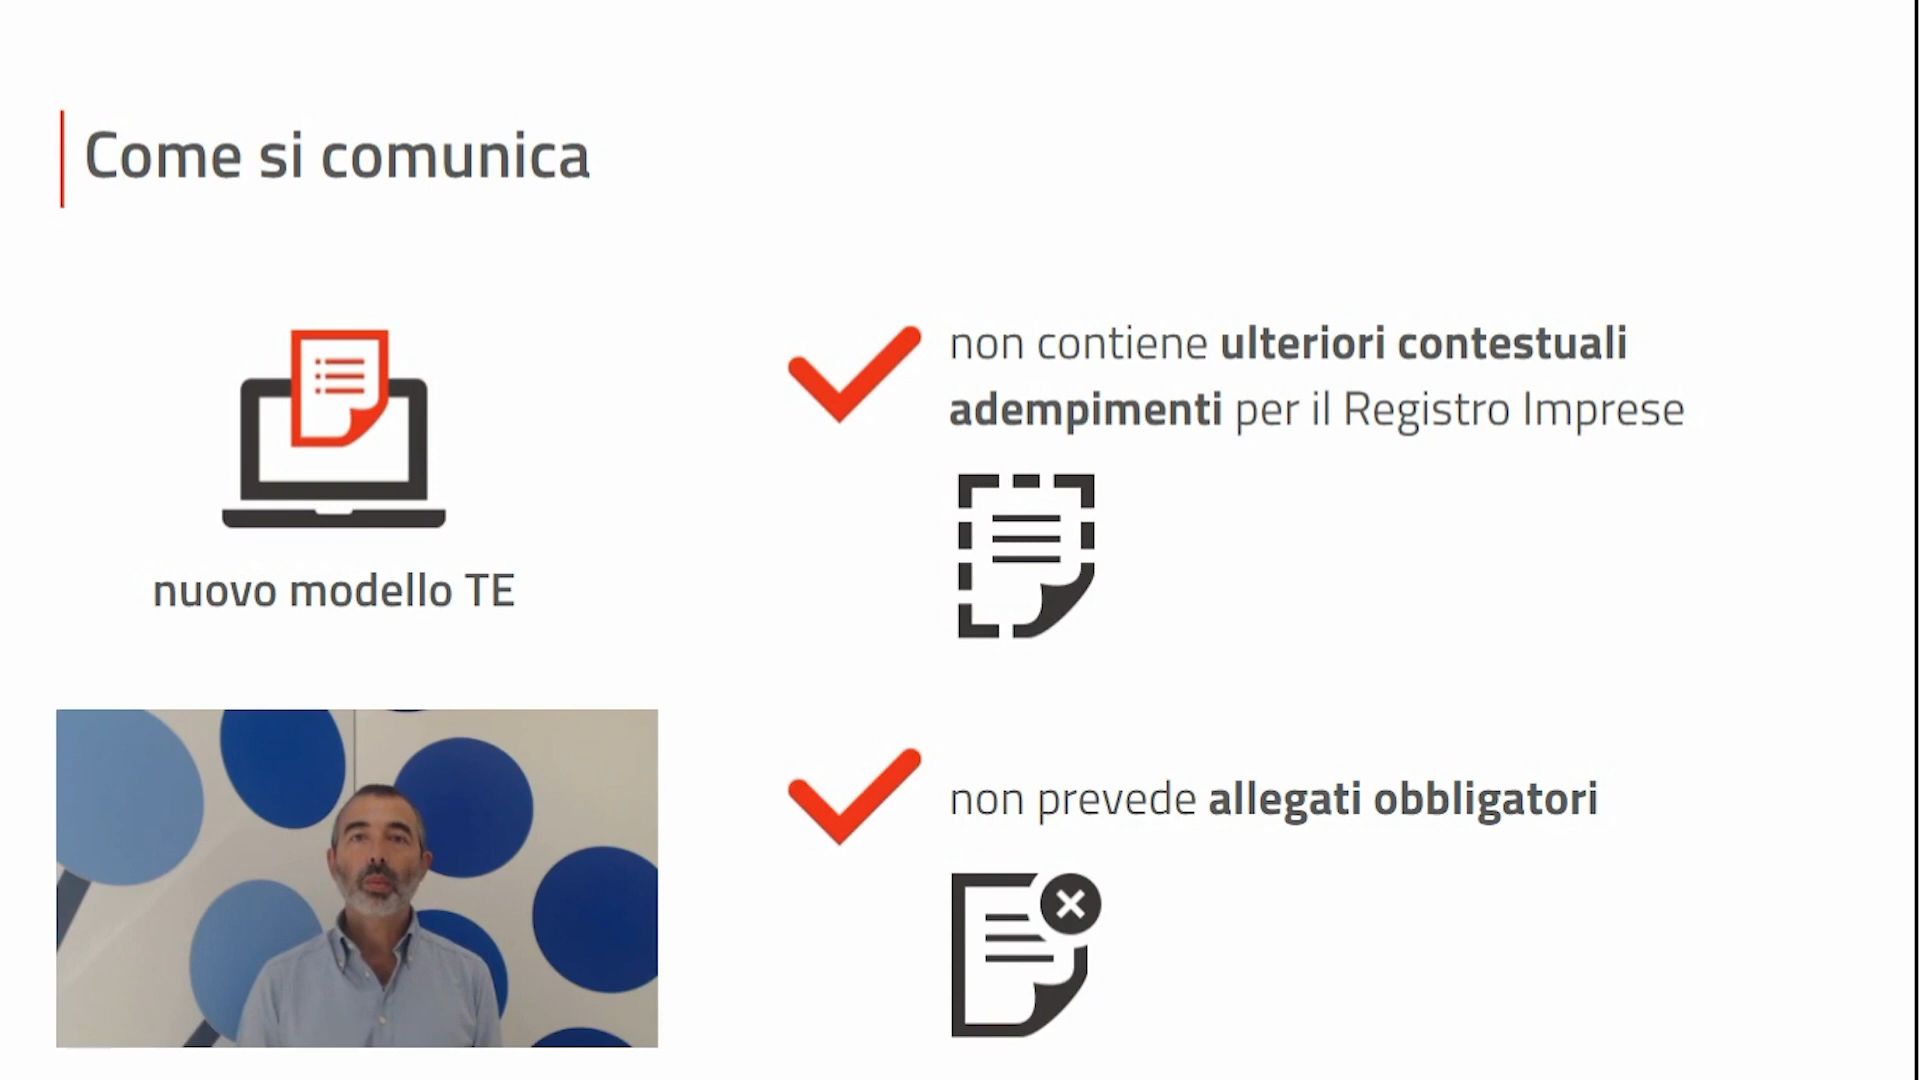 Come si comunica
nuovo modello TE
non contiene ulteriori contestuali
adempimenti per il Registro Imprese
non prevede allegati obbligatori